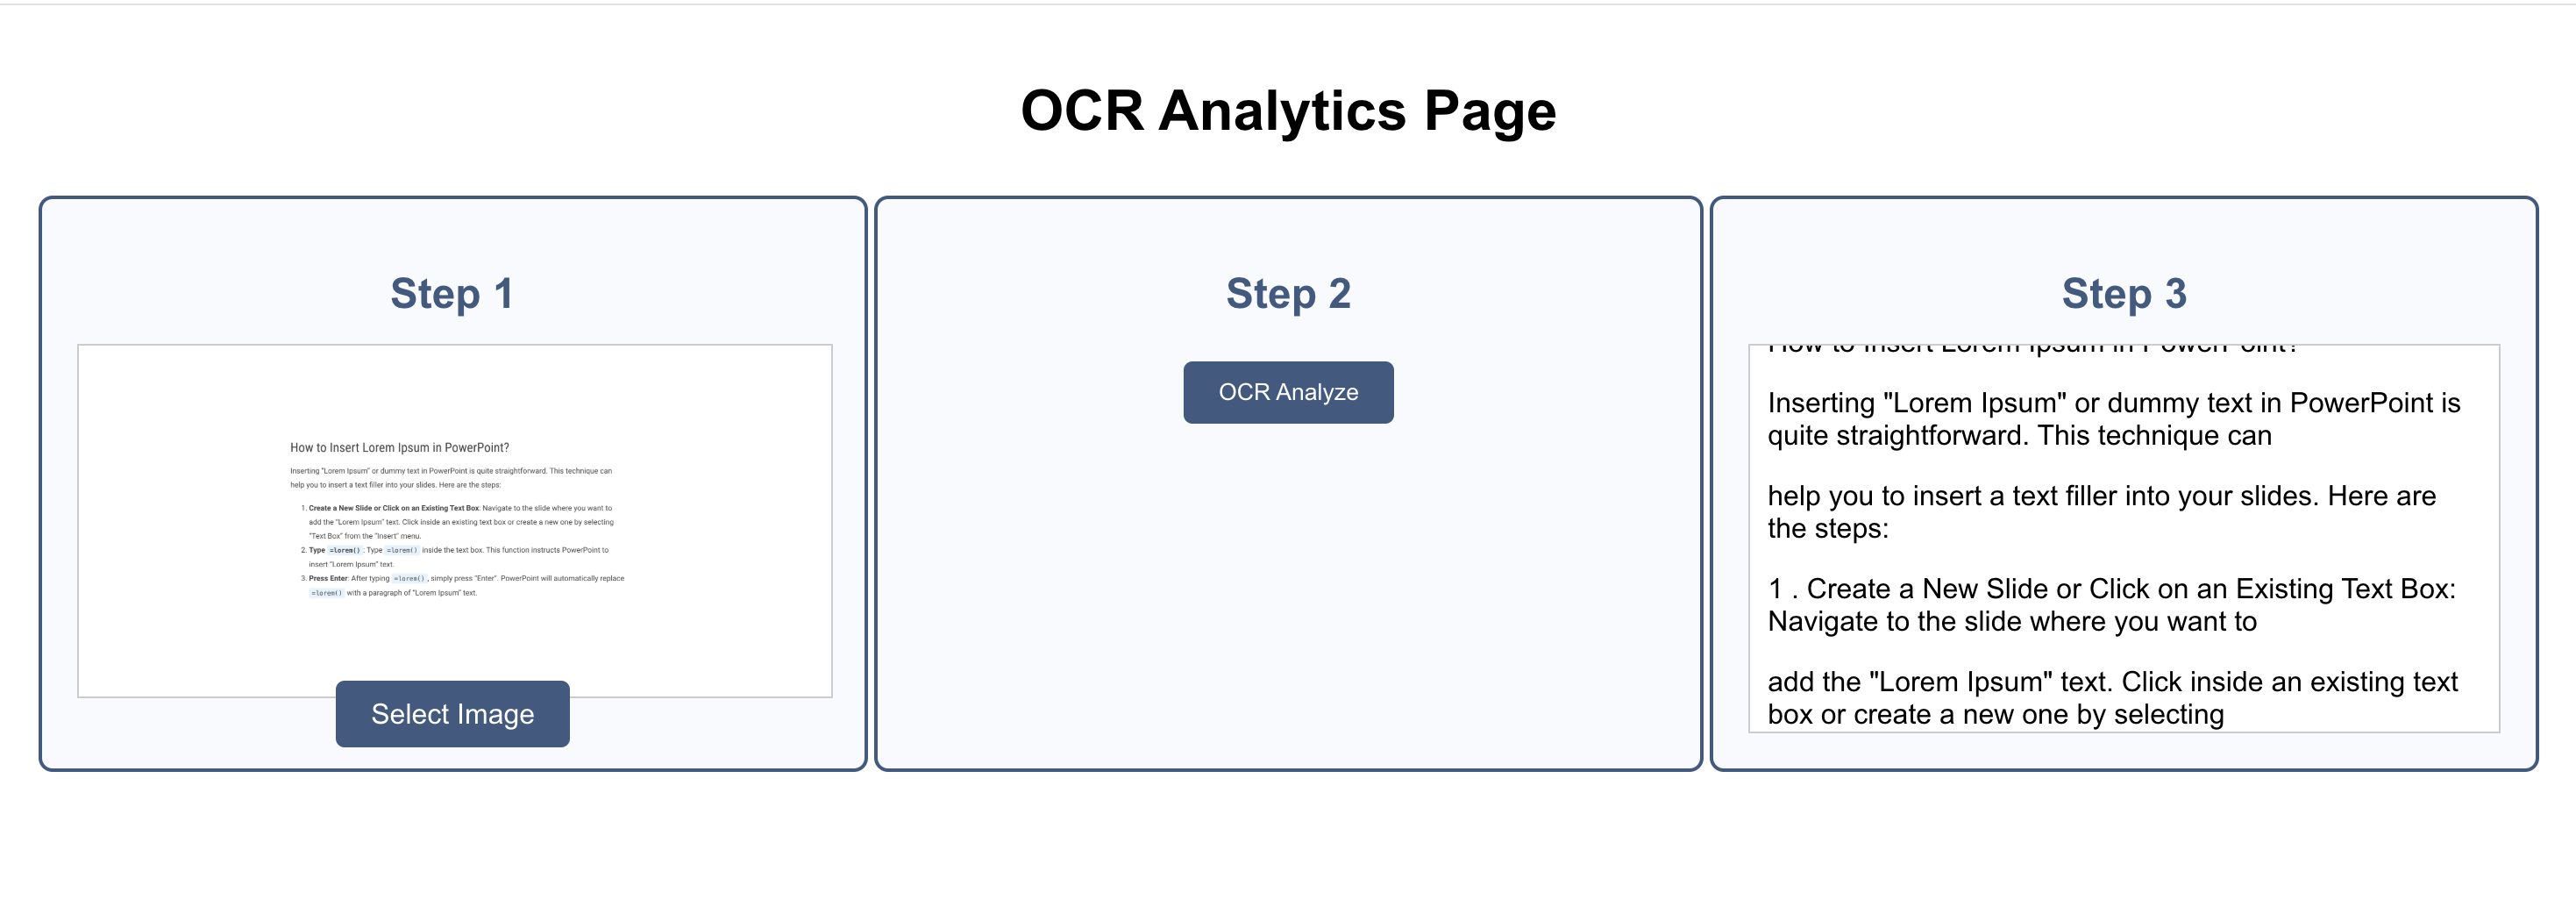 OCR Analytics Page
Step 1
How to Insert Lorem Ipsum in PowerPoint?
Inserting "Lorem Ipsum" or dummy text in PowerPoint is quite straightforward. This technique can
help you to insert a text filler into your slides. Here are the steps:
1. Create a New Slide or Click on an Existing Text Box: Navigate to the slide where you want to
add the "Lorem Ipsum" text. Click inside an existing text box or create a new one by selecting
"Text Box" from the "Insert" menu.
2. Type =lorem() : Type =lorem() inside the text box. This function instructs PowerPoint to
insert "Lorem Ipsum" text.
3. Press Enter: After typing =lorem() , simply press "Enter". PowerPoint will automatically replace
=lorem() with a paragraph of "Lorem Ipsum" text.
Select Image
Step 2
OCR Analyze
Step 3
How to Insert Lorem Ipsum in PowerPoint?
Inserting "Lorem Ipsum" or dummy text in PowerPoint is
quite straightforward. This technique can
help you to insert a text filler into your slides. Here are
the steps:
1 . Create a New Slide or Click on an Existing Text Box:
Navigate to the slide where you want to
add the "Lorem Ipsum" text. Click inside an existing text
box or create a new one by selecting